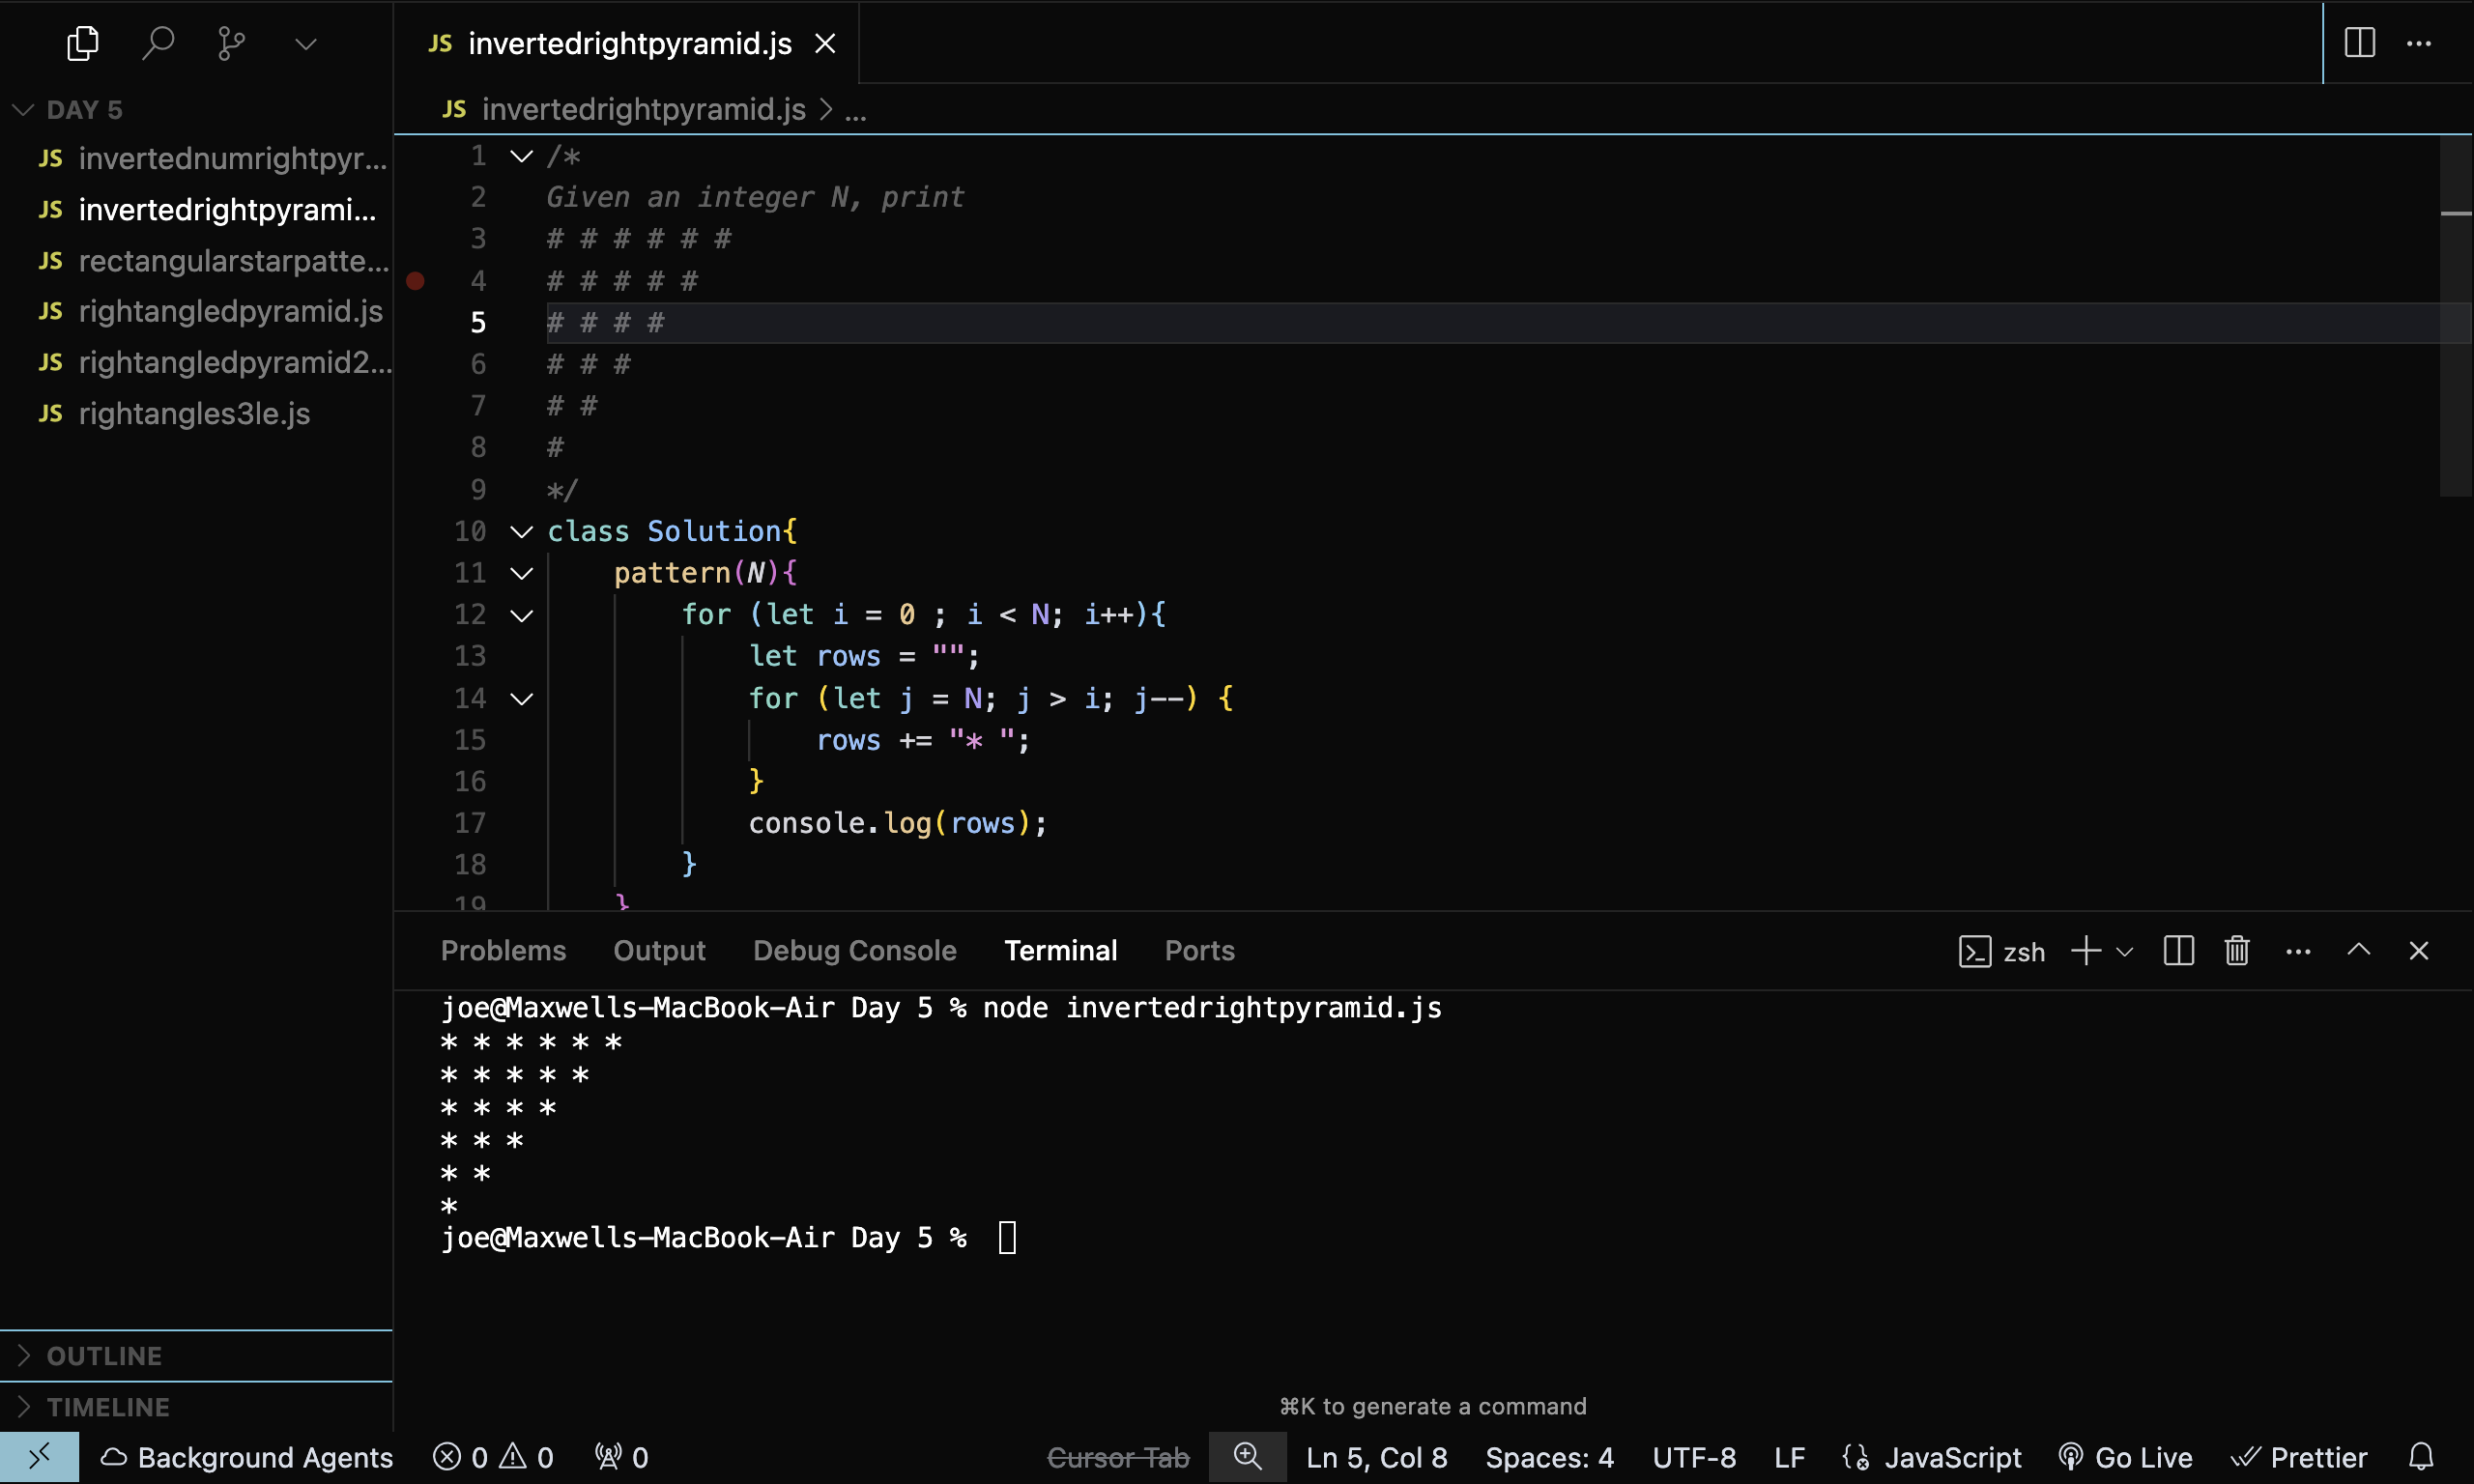 JS invertedrightpyramid.js
DAY 5
JS invertedrightpyramid.js > ...
JS invertednumrightpyr...
JS invertedrightpyrami...
JS rectangularstarpatte...
JS rightangledpyramid.js
JS rightangledpyramid2...
JS rightangles3le.js
1 /*
2 Given an integer N, print
3 # # # # # #
4 # # # # #
5 # # # #
6 # # #
7 # #
8 #
9 */
10 class Solution{
11 pattern(N){
12 for (let i = 0 ; i < N; i++){
13 let rows = "";
14 for (let j = N; j > i; j--) {
15 rows += "* ";
16 }
17 console.log(rows);
18 }
19 }
Problems Output Debug Console Terminal Ports
zsh
joe@Maxwells-MacBook-Air Day 5 % node invertedrightpyramid.js
* * * * * *
* * * * *
* * * *
* * *
* *
*
joe@Maxwells-MacBook-Air Day 5 %
OUTLINE
TIMELINE
⌘K to generate a command
Background Agents 0 0 0 Cursor Tab Ln 5, Col 8 Spaces: 4 UTF-8 LF JavaScript Go Live Prettier